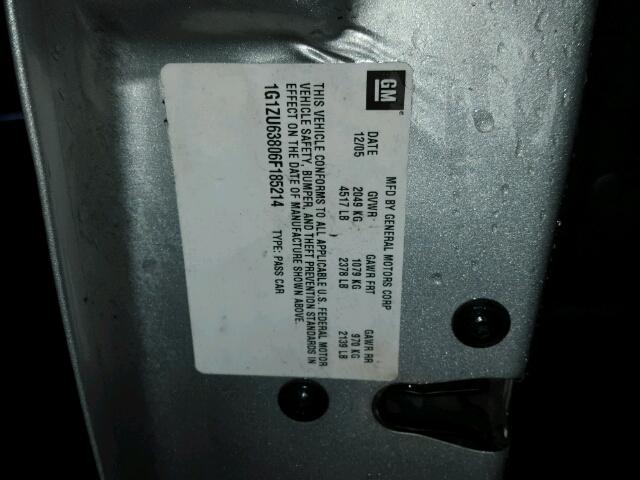 GM
®
MFD BY GENERAL MOTORS CORP
DATE GVWR GAWR FRT GAWR RR
12/05 2049 KG 1079 KG 970 KG
4517 LB 2378 LB 2139 LB
THIS VEHICLE CONFORMS TO ALL APPLICABLE U.S. FEDERAL MOTOR
VEHICLE SAFETY, BUMPER, AND THEFT PREVENTION STANDARDS IN
EFFECT ON THE DATE OF MANUFACTURE SHOWN ABOVE.
1G1ZU63806F185214 TYPE: PASS CAR